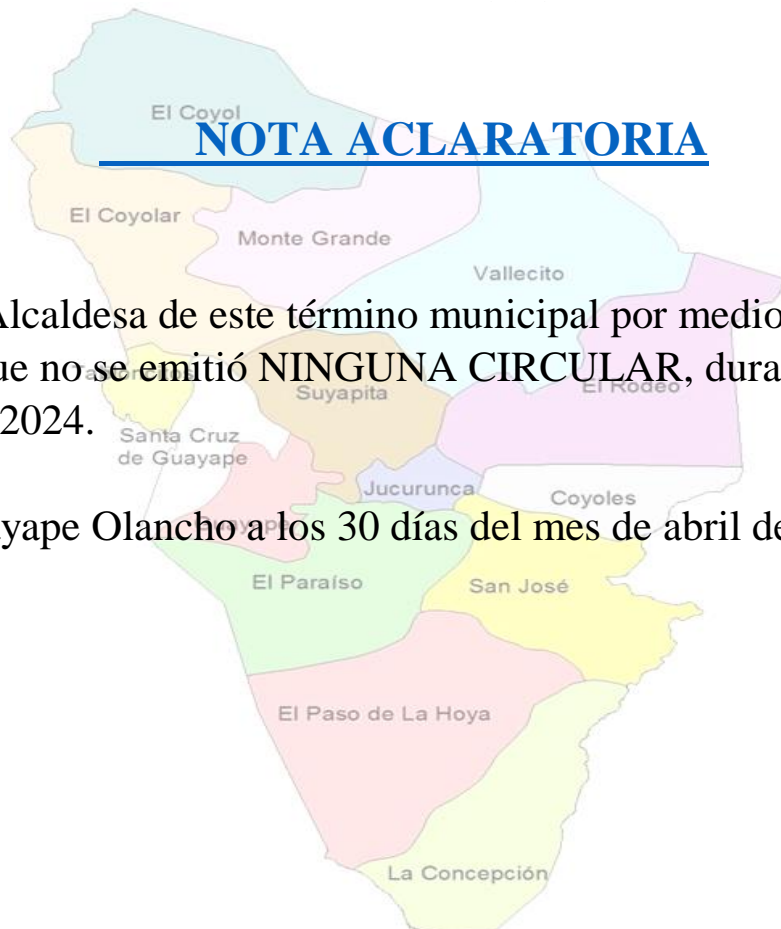 El Coyol
NOTA ACLARATORIA
El Coyolar
Monte Grande
Vallecito
Alcaldesa de este término municipal por medio
que no se emitió NINGUNA CIRCULAR, dura
El Rodeo
Suyapita
2024.
Santa Cruz
de Guayape
Jucurunca
Coyoles
yape Olancho a los 30 días del mes de abril de
Guayape
El Paraíso
San José
El Paso de La Hoya
La Concepción